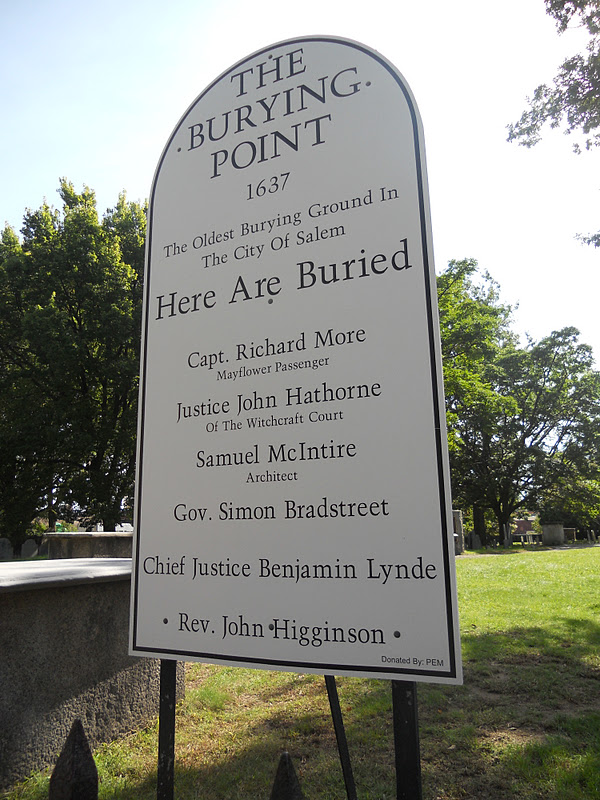 THE
BURYING
POINT
1637
The Oldest Burying Ground In
The City Of Salem
Here Are Buried
Capt. Richard More
Mayflower Passenger
Justice John Hathorne
Of The Witchcraft Court
Samuel McIntire
Architect
Gov. Simon Bradstreet
Chief Justice Benjamin Lynde
Rev. John Higginson
Donated By: PEM